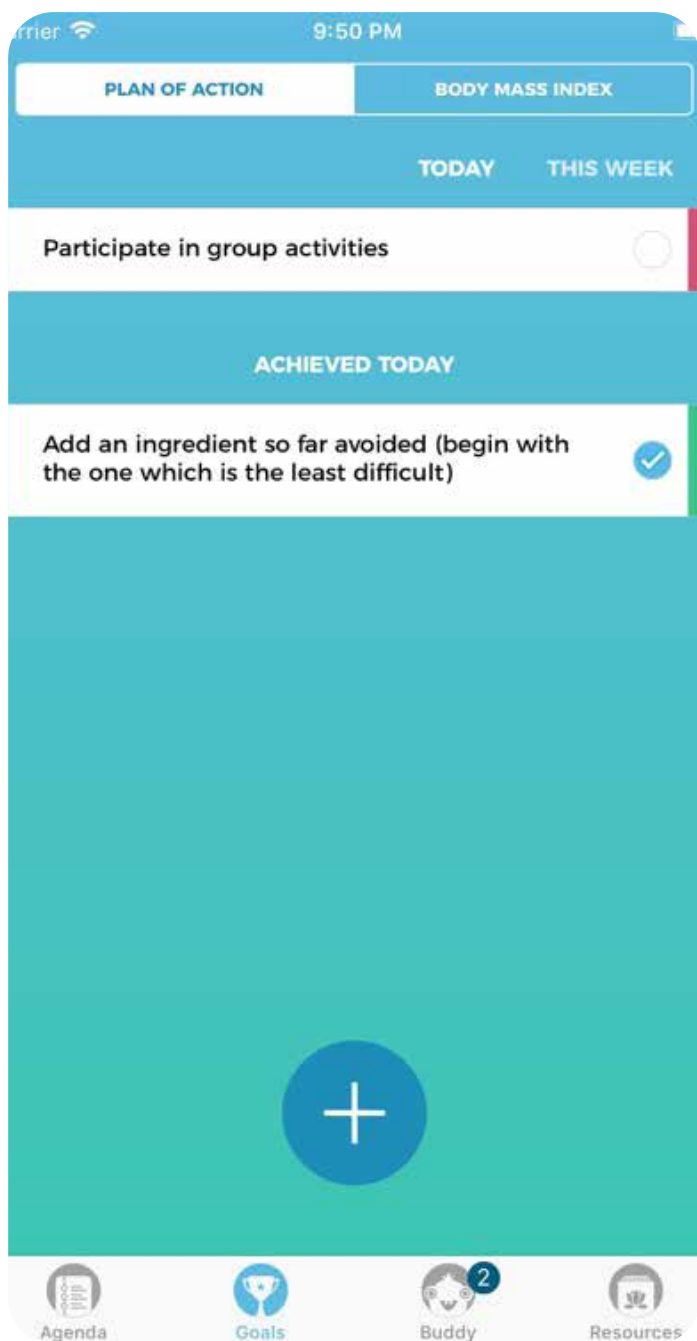 rrier 9:50 PM
PLAN OF ACTION BODY MASS INDEX
TODAY THIS WEEK
Participate in group activities
ACHIEVED TODAY
Add an ingredient so far avoided (begin with
the one which is the least difficult)
2
Agenda Goals Buddy Resources